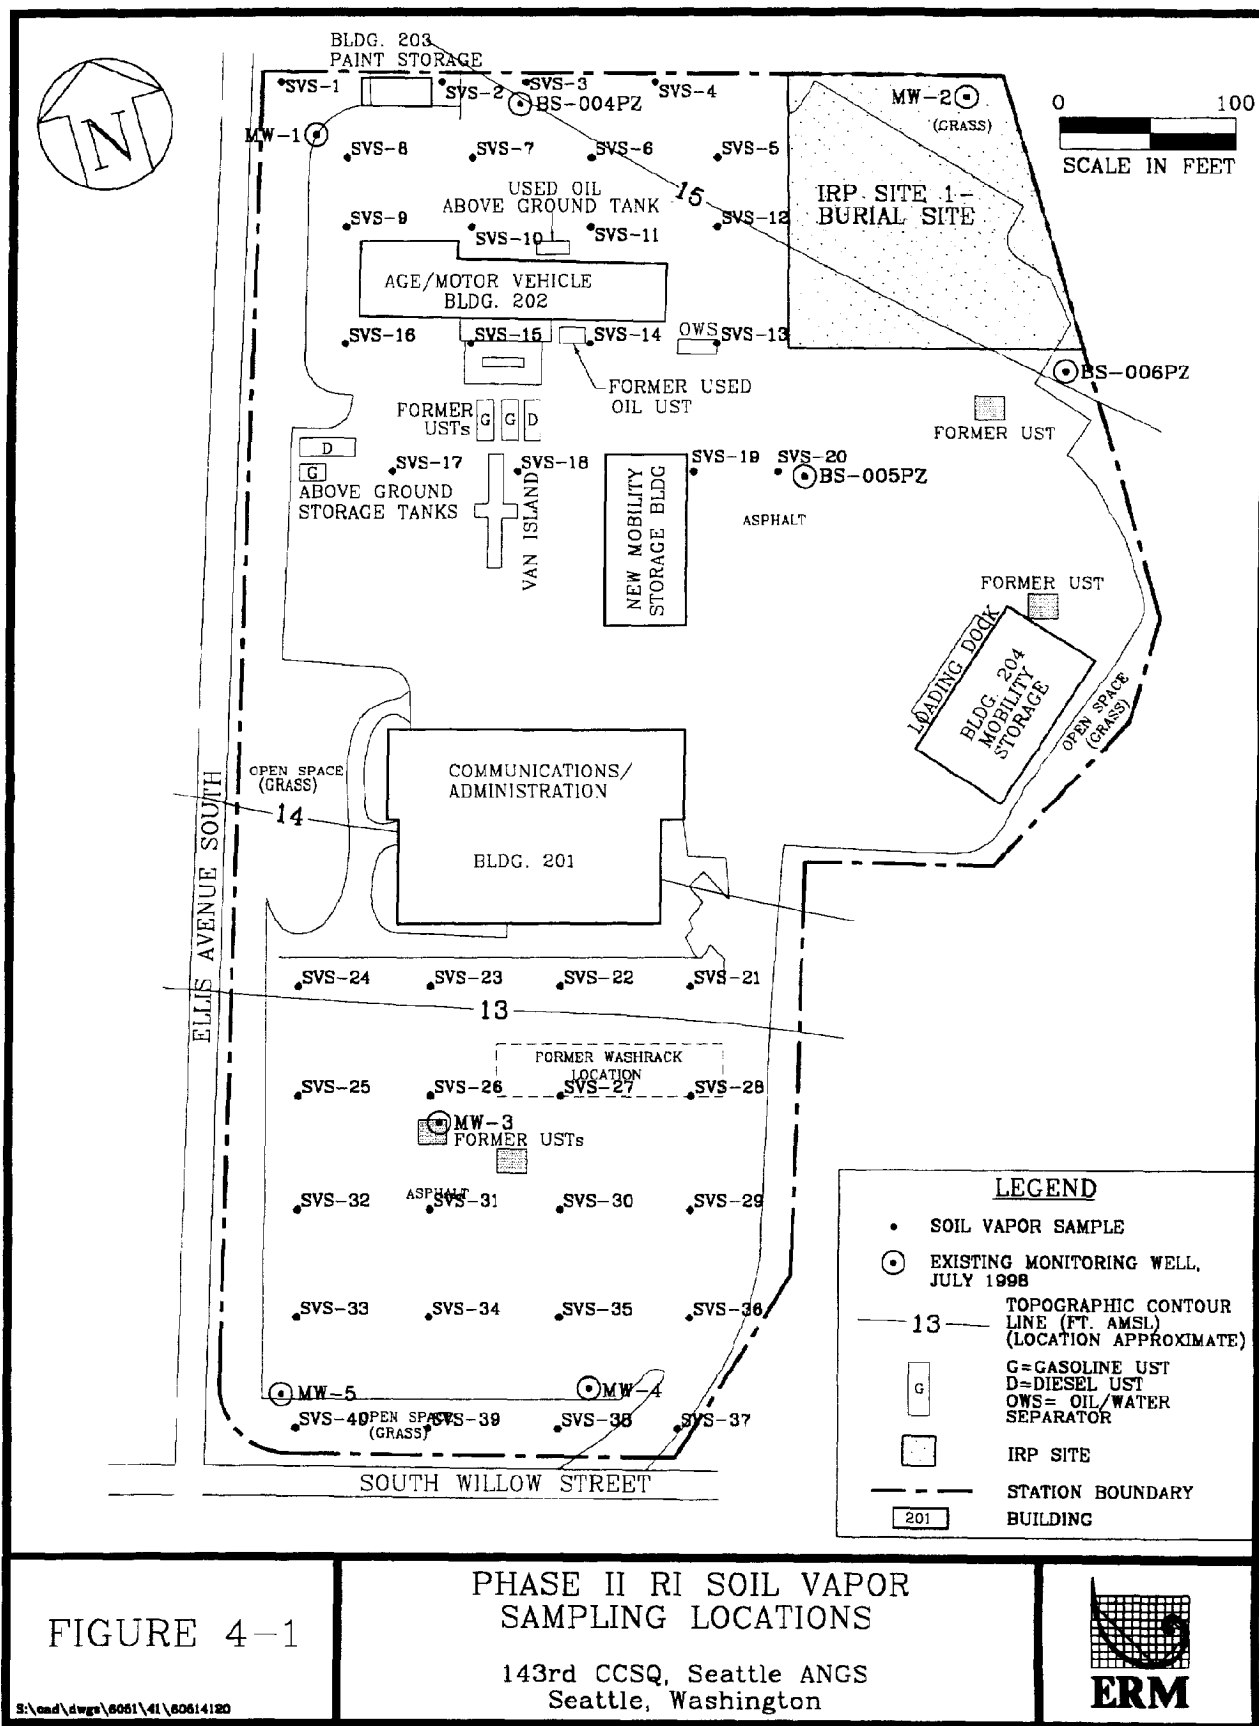 BLDG. 203
PAINT STORAGE
SVS-1
SVS-2
SVS-3
SVS-4
BS-004PZ
MW-2
(GRASS)
0 100
SCALE IN FEET
N
MW-1
SVS-8
SVS-7
SVS-6
SVS-5
15
IRP SITE 1-
BURIAL SITE
USED OIL
ABOVE GROUND TANK
SVS-9
SVS-10
SVS-11
SVS-12
AGE/MOTOR VEHICLE
BLDG. 202
SVS-16
SVS-15
SVS-14
OWS
SVS-13
FORMER USED
OIL UST
BS-006PZ
FORMER UST
FORMER
USTs
G
G
D
D
G
ABOVE GROUND
STORAGE TANKS
SVS-17
SVS-18
VAN ISLAND
NEW MOBILITY
STORAGE BLDG
SVS-19
SVS-20
BS-005PZ
ASPHALT
FORMER UST
LOADING DOCK
BLDG. 204
MOBILITY
STORAGE
OPEN SPACE
(GRASS)
OPEN SPACE
(GRASS)
14
COMMUNICATIONS/
ADMINISTRATION
BLDG. 201
ELLIS AVENUE SOUTH
SVS-24
SVS-23
SVS-22
SVS-21
13
FORMER WASHRACK
LOCATION
SVS-25
SVS-26
SVS-27
SVS-28
MW-3
FORMER USTs
ASPHALT
SVS-32
SVS-31
SVS-30
SVS-29
SVS-33
SVS-34
SVS-35
SVS-36
MW-5
MW-4
SVS-40
OPEN SPACE
(GRASS)
SVS-39
SVS-38
SVS-37
SOUTH WILLOW STREET
LEGEND
SOIL VAPOR SAMPLE
EXISTING MONITORING WELL,
JULY 1998
13
TOPOGRAPHIC CONTOUR
LINE (FT. AMSL)
(LOCATION APPROXIMATE)
G
G=GASOLINE UST
D=DIESEL UST
OWS= OIL/WATER
SEPARATOR
IRP SITE
STATION BOUNDARY
201
BUILDING
FIGURE 4-1
S:\cad\dwgs\6051\41\60514120
PHASE II RI SOIL VAPOR
SAMPLING LOCATIONS
143rd CCSQ, Seattle ANGS
Seattle, Washington
ERM